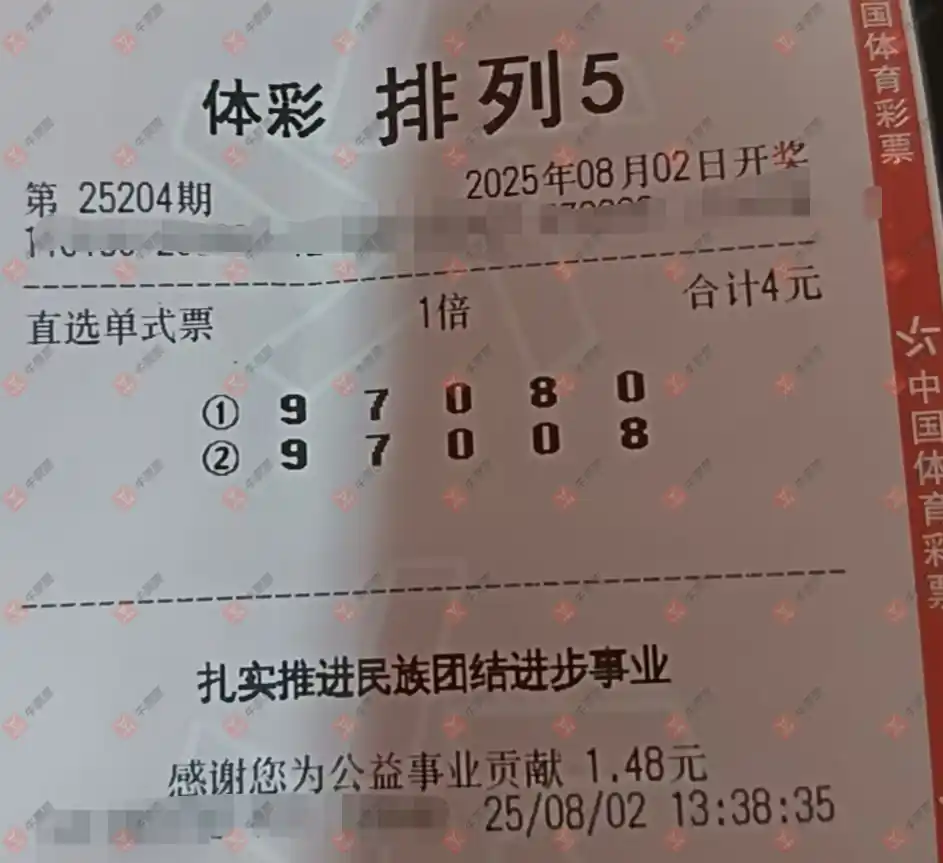 体彩 排列5
第 25204期 2025年08月02日开奖
直选单式票 1倍 合计4元
① 9 7 0 8 0
② 9 7 0 0 8
扎实推进民族团结进步事业
感谢您为公益事业贡献 1.48元
25/08/02 13:38:35
国体育彩票
中国体育彩票